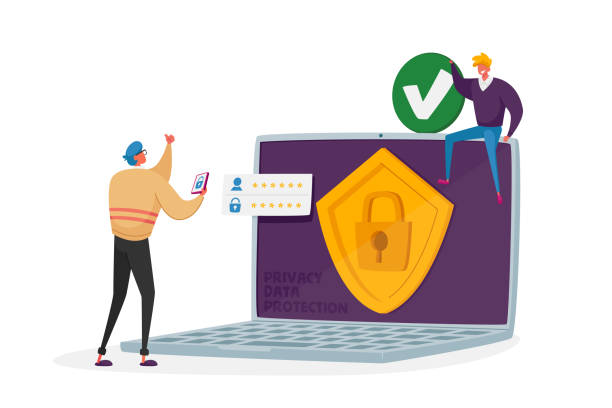 ******
******
PRIVACY
DATA
PROTECTION